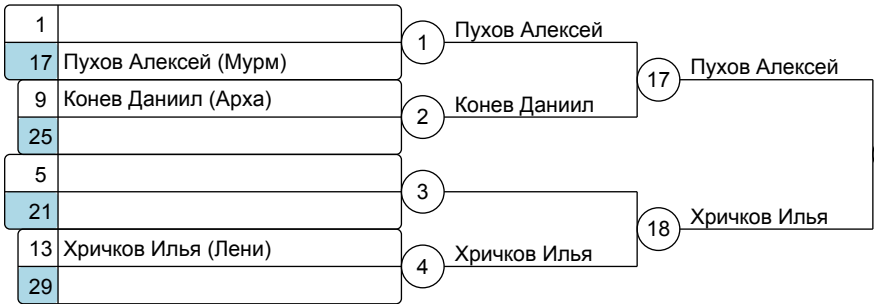 1
17 Пухов Алексей (Мурм)
1
Пухов Алексей
9 Конев Даниил (Арха)
25
2
Конев Даниил
17
Пухов Алексей
5
21
3
13 Хричков Илья (Лени)
29
4
Хричков Илья
18
Хричков Илья